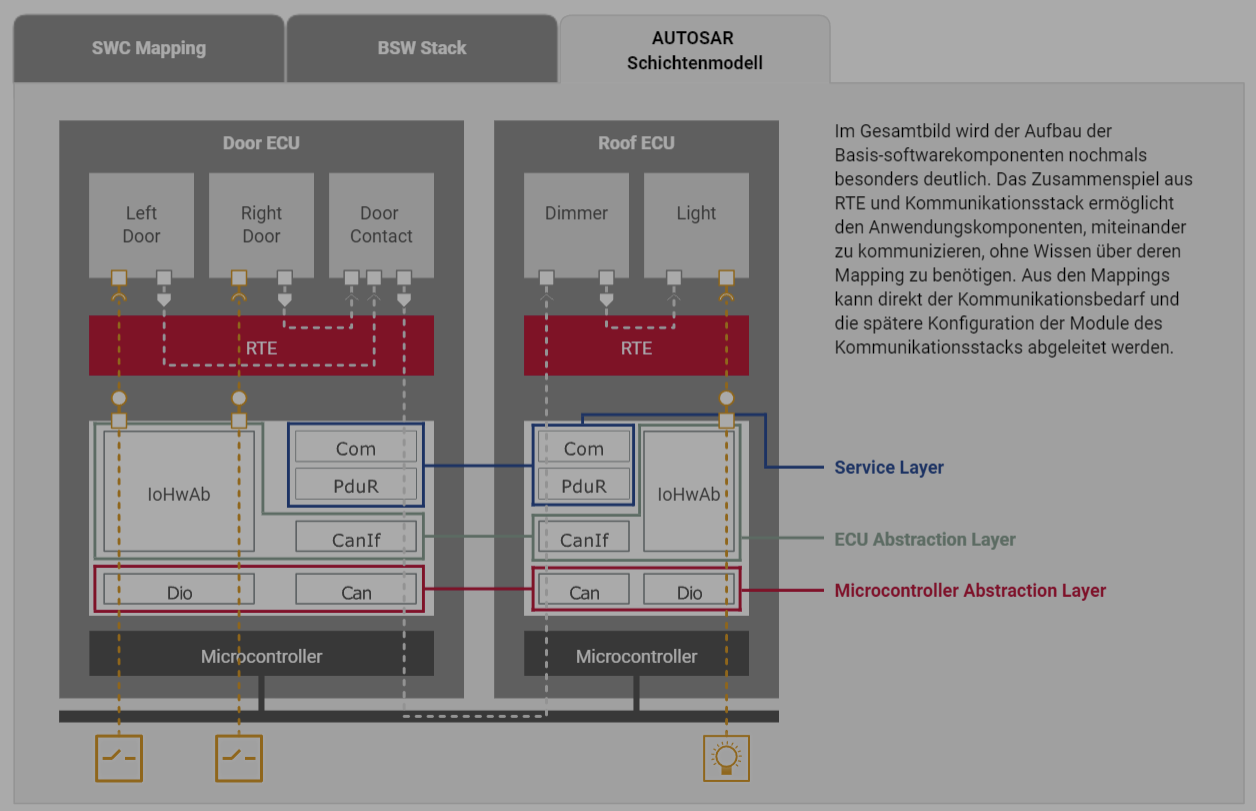 SWC Mapping
BSW Stack
AUTOSAR
Schichtenmodell
Door ECU
Left
Door
Right
Door
Door
Contact
RTE
IoHwAb
Com
PduR
CanIf
Dio
Can
Microcontroller
Roof ECU
Dimmer
Light
RTE
Com
PduR
IoHwAb
CanIf
Can
Dio
Microcontroller
Im Gesamtbild wird der Aufbau der
Basis-softwarekomponenten nochmals
besonders deutlich. Das Zusammenspiel aus
RTE und Kommunikationsstack ermöglicht
den Anwendungskomponenten, miteinander
zu kommunizieren, ohne Wissen über deren
Mapping zu benötigen. Aus den Mappings
kann direkt der Kommunikationsbedarf und
die spätere Konfiguration der Module des
Kommunikationsstacks abgeleitet werden.
Service Layer
ECU Abstraction Layer
Microcontroller Abstraction Layer